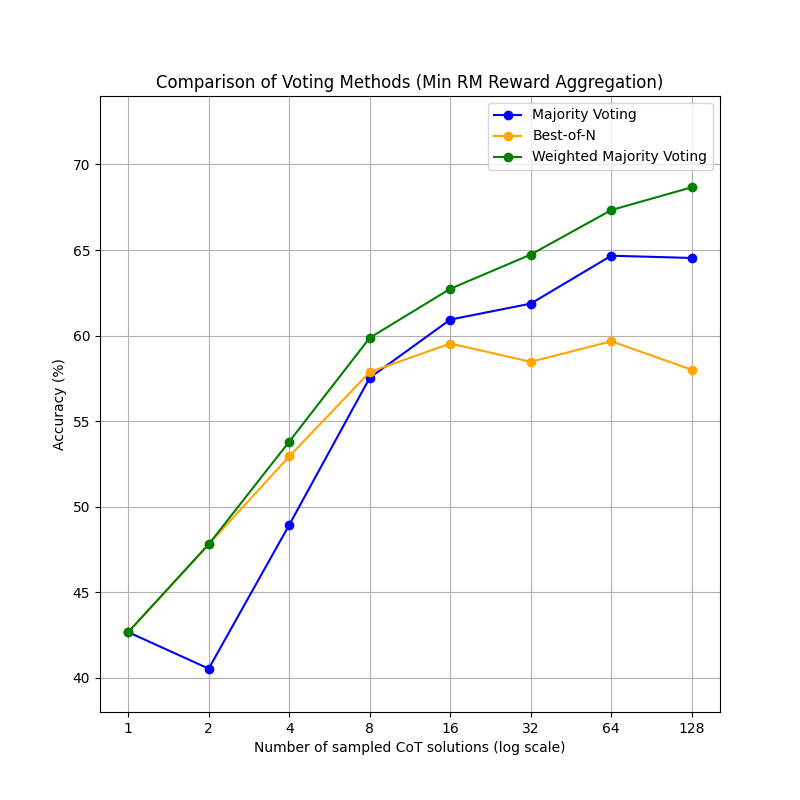 Comparison of Voting Methods (Min RM Reward Aggregation)
Majority Voting
Best-of-N
Weighted Majority Voting
70
65
60
55
50
45
40
Accuracy (%)
1 2 4 8 16 32 64 128
Number of sampled CoT solutions (log scale)